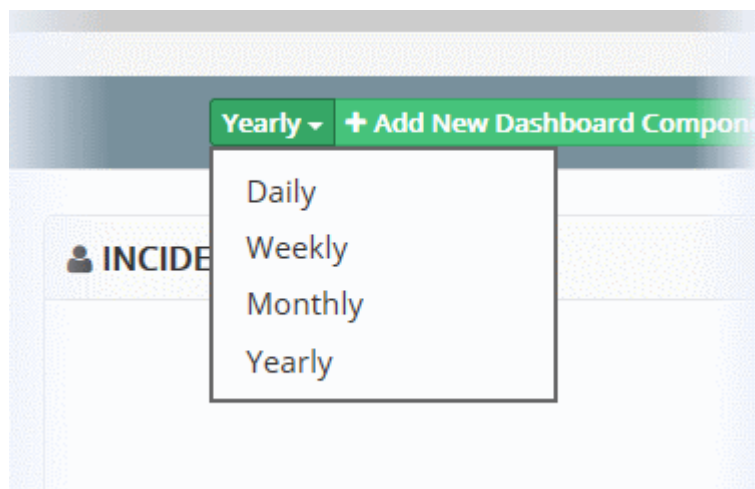 Yearly + Add New Dashboard Compon
Daily
INCIDE
Weekly
Monthly
Yearly